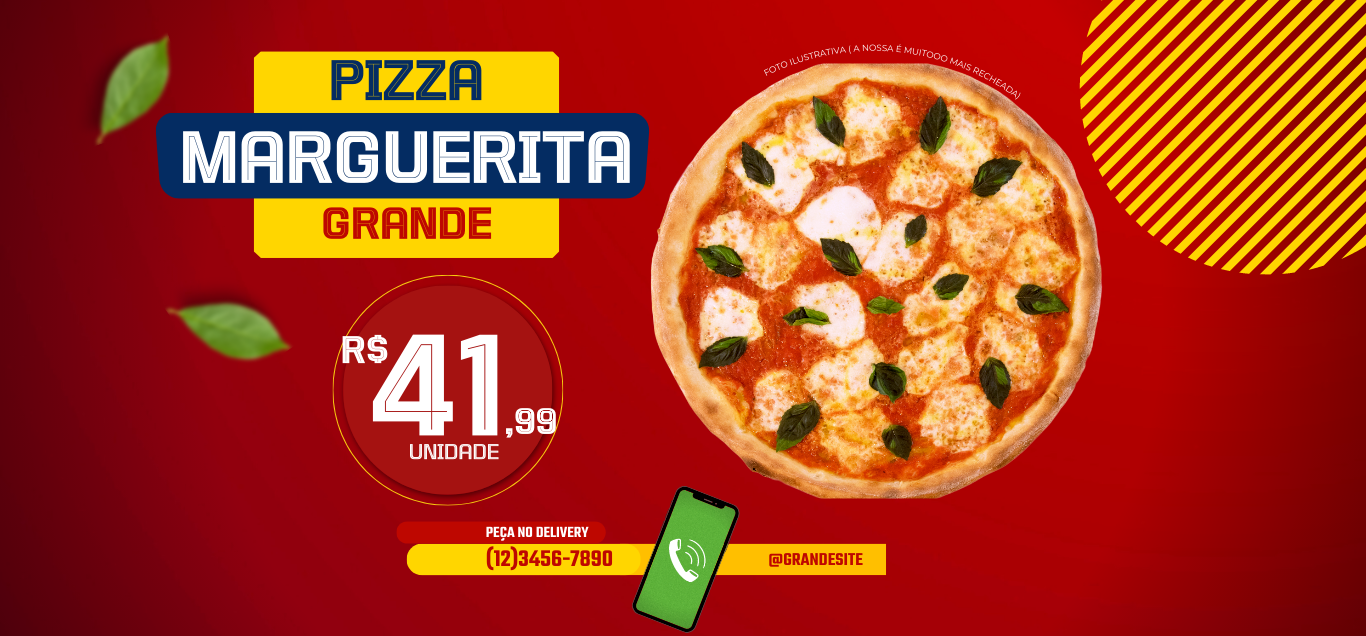 PIZZA
MARGUERITA
GRANDE
FOTO ILUSTRATIVA ( A NOSSA É MUITOOO MAIS RECHEADA)
R$41,99
UNIDADE
PEÇA NO DELIVERY
(12)3456-7890
@GRANDESITE